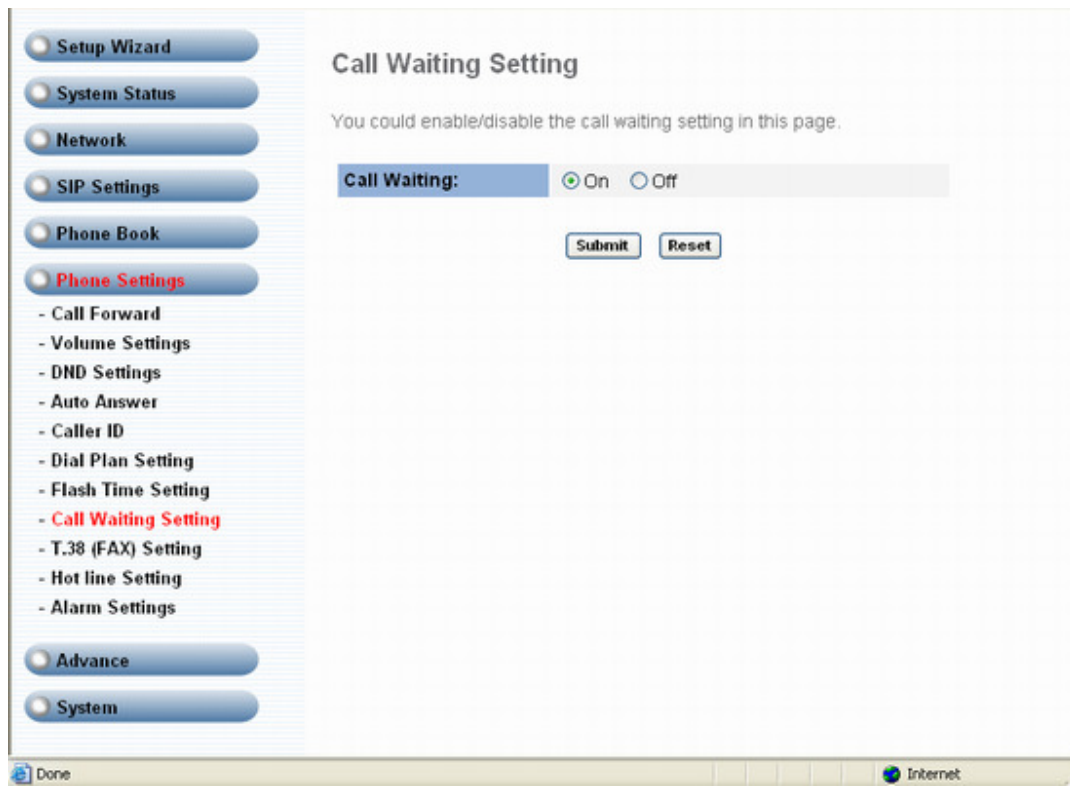 Setup Wizard
System Status
Network
SIP Settings
Phone Book
Phone Settings
- Call Forward
- Volume Settings
- DND Settings
- Auto Answer
- Caller ID
- Dial Plan Setting
- Flash Time Setting
- Call Waiting Setting
- T.38 (FAX) Setting
- Hot line Setting
- Alarm Settings
Advance
System
Call Waiting Setting
You could enable/disable the call waiting setting in this page.
Call Waiting: On Off
Submit Reset
Done Internet